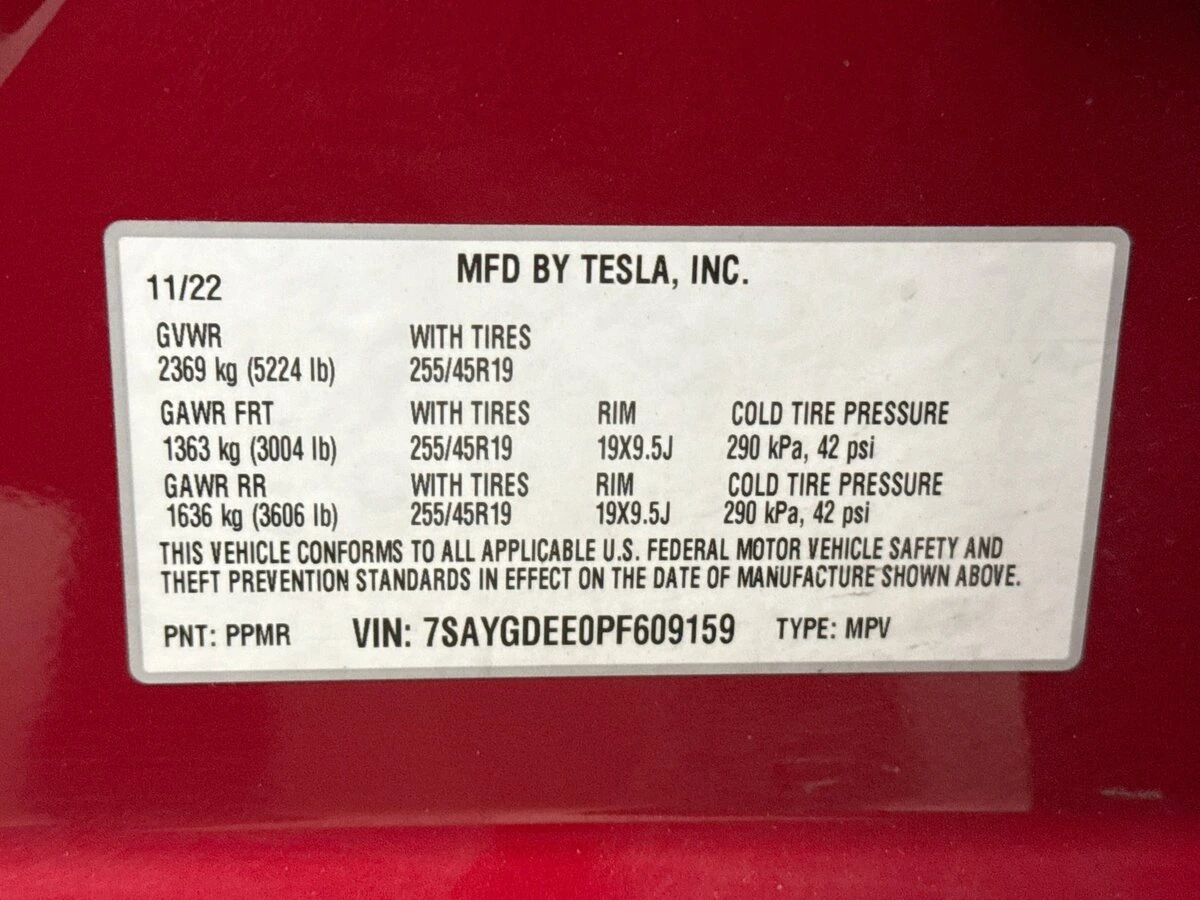 MFD BY TESLA, INC.
11/22
GVWR WITH TIRES
2369 kg (5224 lb) 255/45R19
GAWR FRT WITH TIRES RIM COLD TIRE PRESSURE
1363 kg (3004 lb) 255/45R19 19X9.5J 290 kPa, 42 psi
GAWR RR WITH TIRES RIM COLD TIRE PRESSURE
1636 kg (3606 lb) 255/45R19 19X9.5J 290 kPa, 42 psi
THIS VEHICLE CONFORMS TO ALL APPLICABLE U.S. FEDERAL MOTOR VEHICLE SAFETY AND
THEFT PREVENTION STANDARDS IN EFFECT ON THE DATE OF MANUFACTURE SHOWN ABOVE.
PNT: PPMR VIN: 7SAYGDEE0PF609159 TYPE: MPV